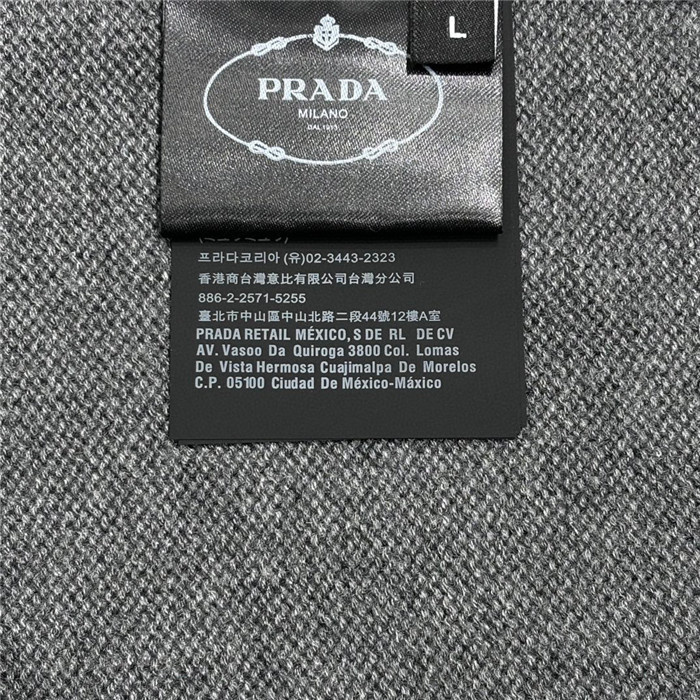 L
PRADA
MILANO
DAL 1913
프라다코리아 (유)02-3443-2323
香港商台灣意比有限公司台灣分公司
886-2-2571-5255
臺北市中山區中山北路二段44號12樓A室
PRADA RETAIL MÉXICO, S DE RL DE CV
AV. Vasoo Da Quiroga 3800 Col. Lomas
De Vista Hermosa Cuajimalpa De Morelos
C.P. 05100 Ciudad De México-Máxico